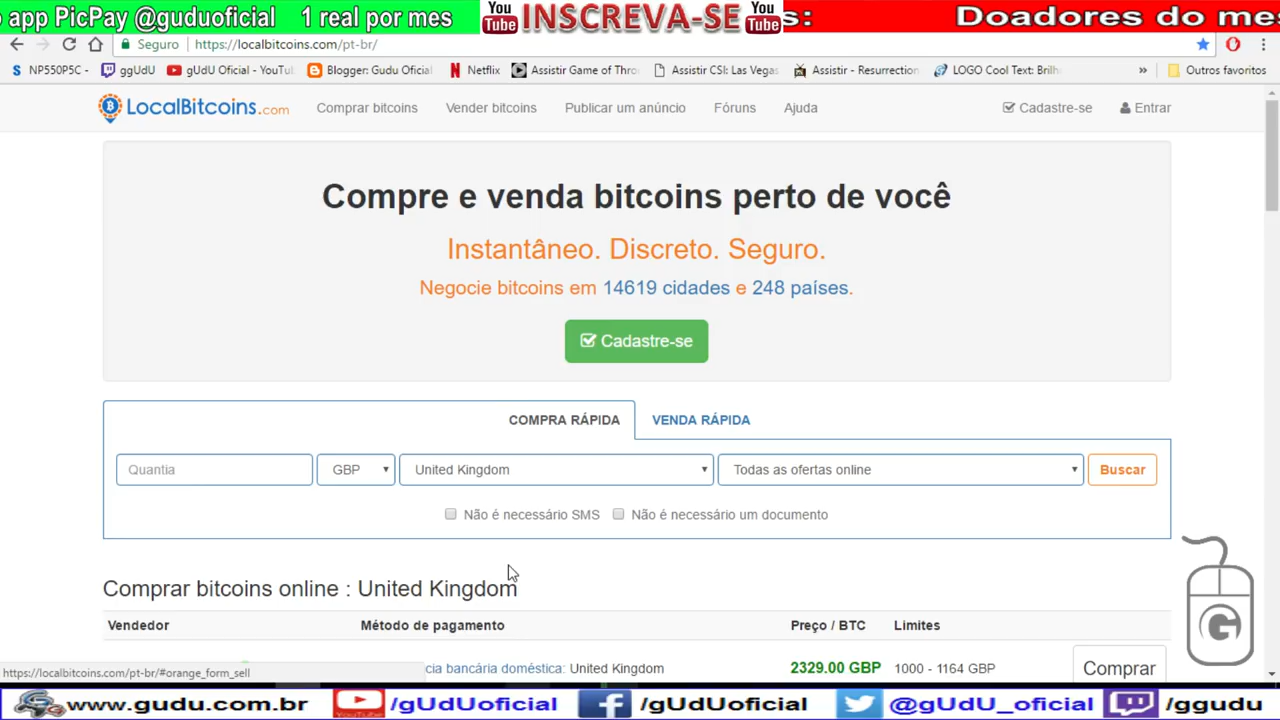 o app PicPay @guduoficial 1 real por mes You Tube INSCREVA-SE You Tube s: Doadores do mes
Seguro https://localbitcoins.com/pt-br/
S NP550P5C - ggUdU gUdU Oficial - YouTu Blogger: Gudu Oficial Netflix Assistir Game of Thro Assistir CSI: Las Vegas Assistir - Resurrection LOGO Cool Text: Brilh » Outros favoritos
LocalBitcoins.com Comprar bitcoins Vender bitcoins Publicar um anúncio Fóruns Ajuda Cadastre-se Entrar
Compre e venda bitcoins perto de você
Instantâneo. Discreto. Seguro.
Negocie bitcoins em 14619 cidades e 248 países.
Cadastre-se
COMPRA RÁPIDA VENDA RÁPIDA
Quantia GBP United Kingdom Todas as ofertas online Buscar
Não é necessário SMS Não é necessário um documento
Comprar bitcoins online : United Kingdom
Vendedor Método de pagamento Preço / BTC Limites
cia bancária doméstica: United Kingdom 2329.00 GBP 1000 - 1164 GBP Comprar
https://localbitcoins.com/pt-br/#orange_form_sell
G
www.gudu.com.br YouTube /gUdUoficial /gUdUoficial @gUdU_oficial /ggudu